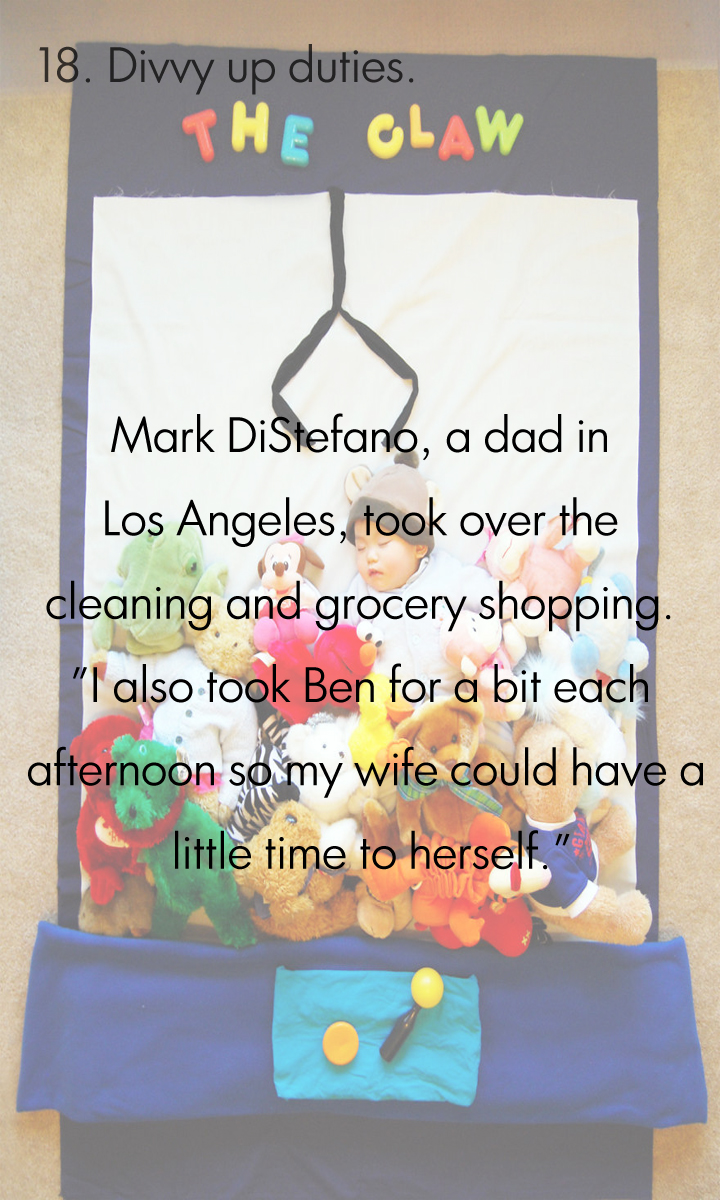 18. Divvy up duties.
THE CLAW
Mark DiStefano, a dad in
Los Angeles, took over the
cleaning and grocery shopping.
"I also took Ben for a bit each
afternoon so my wife could have a
little time to herself."